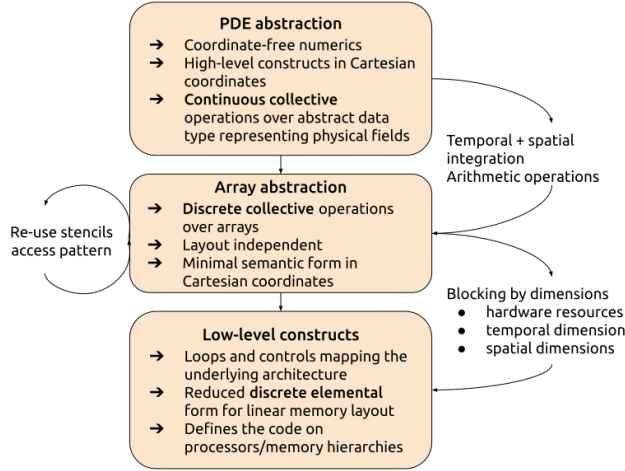 PDE abstraction
➔ Coordinate-free numerics
➔ High-level constructs in Cartesian
coordinates
➔ Continuous collective
operations over abstract data
type representing physical fields
Temporal + spatial
integration
Arithmetic operations
Array abstraction
➔ Discrete collective operations
over arrays
➔ Layout independent
➔ Minimal semantic form in
Cartesian coordinates
Re-use stencils
access pattern
Blocking by dimensions
● hardware resources
● temporal dimension
● spatial dimensions
Low-level constructs
➔ Loops and controls mapping the
underlying architecture
➔ Reduced discrete elemental
form for linear memory layout
➔ Defines the code on
processors/memory hierarchies